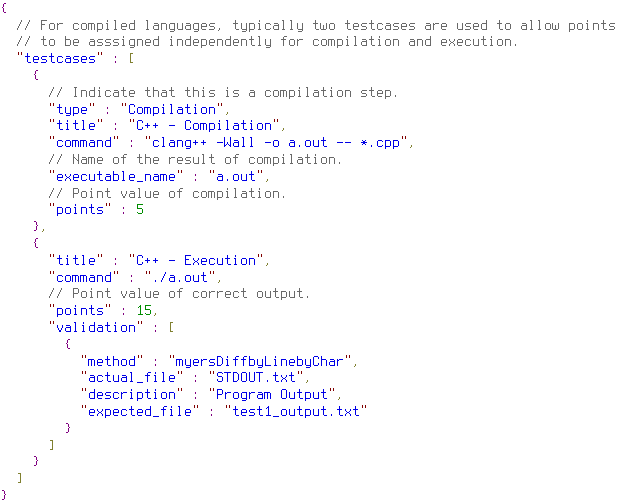 {
  // For compiled languages, typically two testcases are used to allow points
  // to be asssigned independently for compilation and execution.
  "testcases" : [
    {
      // Indicate that this is a compilation step.
      "type" : "Compilation",
      "title" : "C++ - Compilation",
      "command" : "clang++ -Wall -o a.out -- *.cpp",
      // Name of the result of compilation.
      "executable_name" : "a.out",
      // Point value of compilation.
      "points" : 5
    },
    {
      "title" : "C++ - Execution",
      "command" : "./a.out",
      // Point value of correct output.
      "points" : 15,
      "validation" : [
        {
          "method" : "myersDiffbyLinebyChar",
          "actual_file" : "STDOUT.txt",
          "description" : "Program Output",
          "expected_file" : "test1_output.txt"
        }
      ]
    }
  ]
}